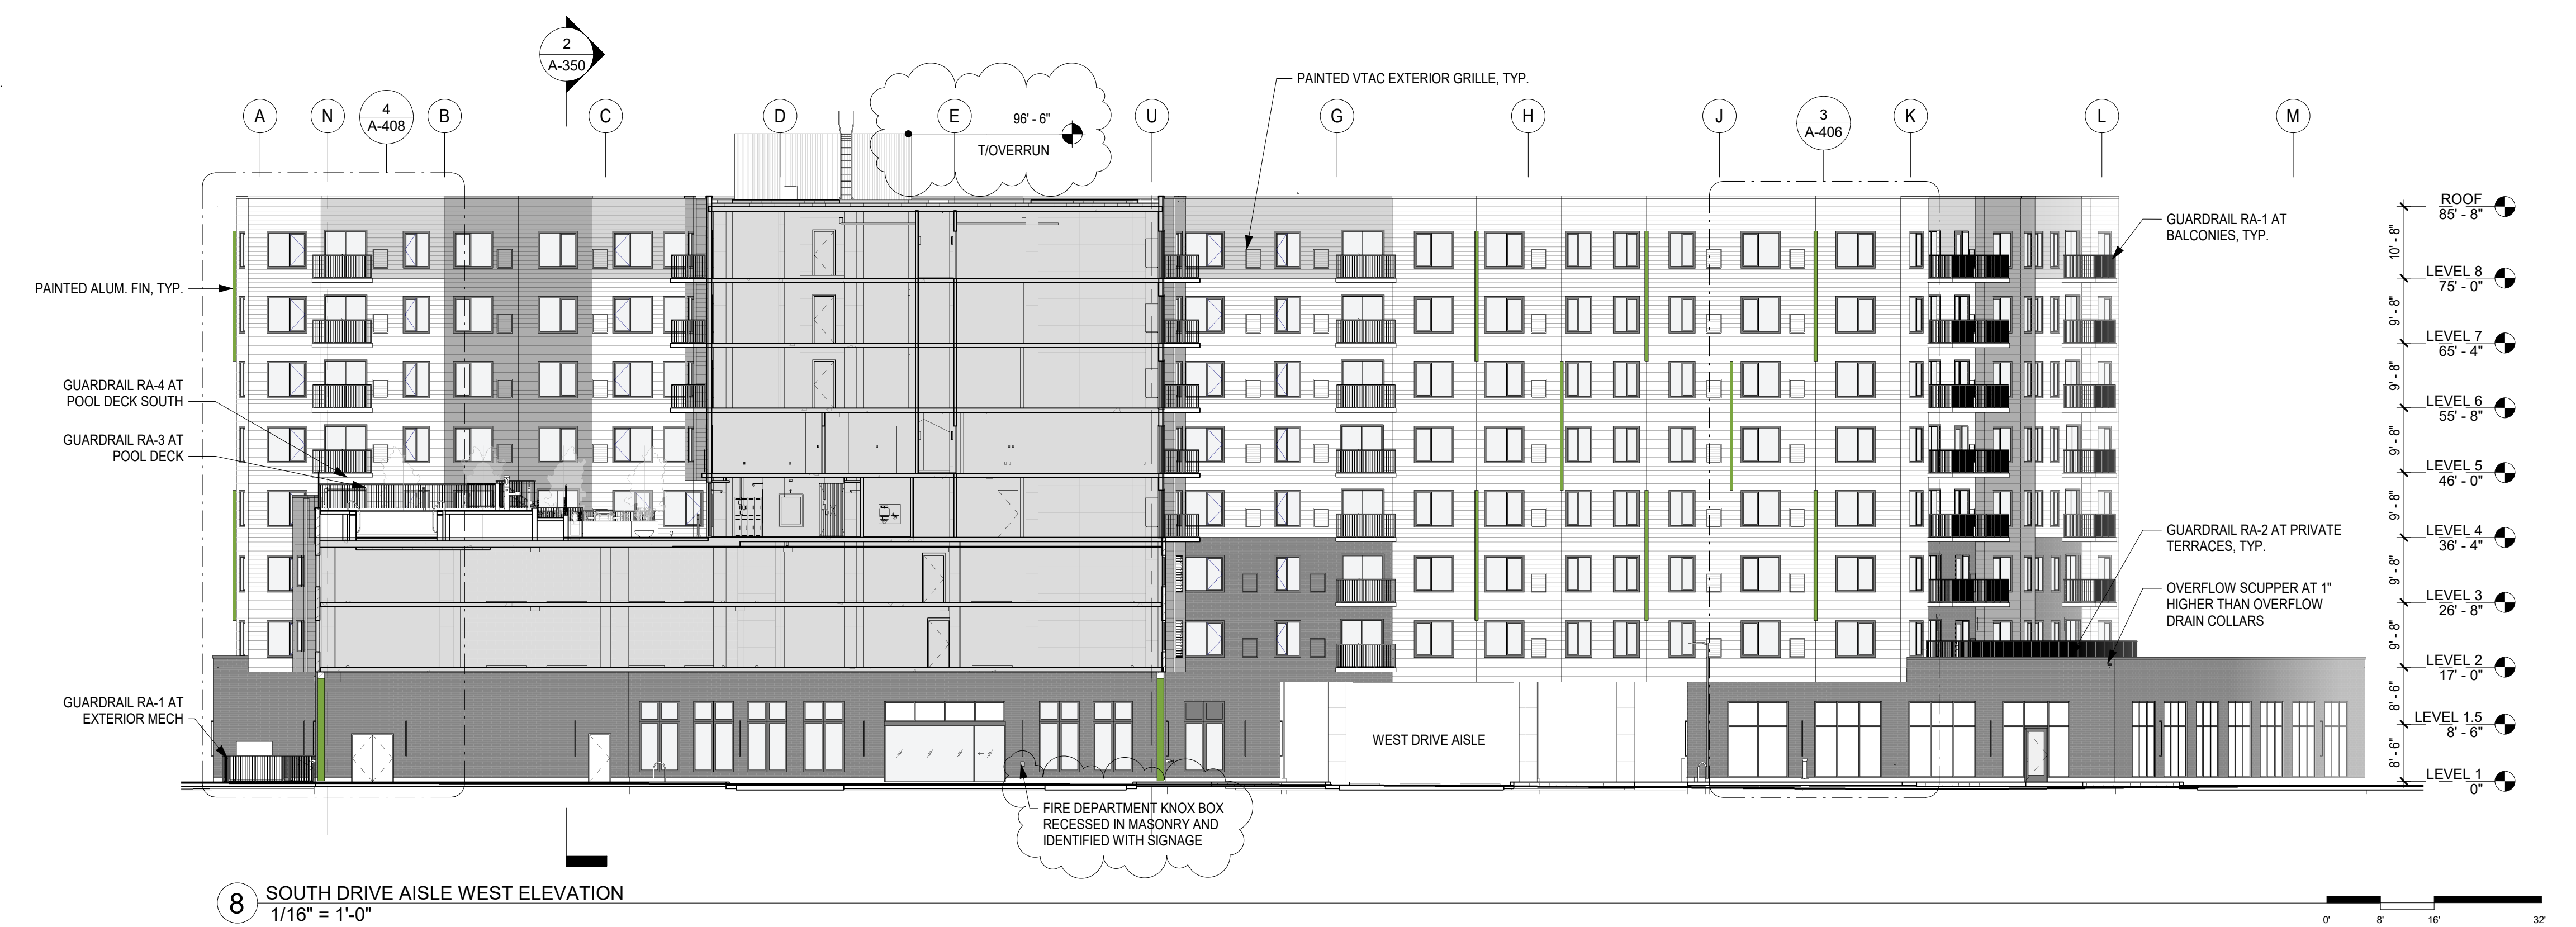 2
A-350
PAINTED VTAC EXTERIOR GRILLE, TYP.
A
N
4
A-408
B
C
D
E
96' - 6"
T/OVERRUN
U
G
H
J
3
A-406
K
L
M
ROOF
85' - 8"
GUARDRAIL RA-1 AT
BALCONIES, TYP.
10' - 8"
LEVEL 8
75' - 0"
PAINTED ALUM. FIN, TYP.
9' - 8"
LEVEL 7
65' - 4"
9' - 8"
GUARDRAIL RA-4 AT
POOL DECK SOUTH
LEVEL 6
55' - 8"
GUARDRAIL RA-3 AT
POOL DECK
9' - 8"
LEVEL 5
46' - 0"
9' - 8"
LEVEL 4
36' - 4"
GUARDRAIL RA-2 AT PRIVATE
TERRACES, TYP.
9' - 8"
OVERFLOW SCUPPER AT 1"
HIGHER THAN OVERFLOW
DRAIN COLLARS
LEVEL 3
26' - 8"
9' - 8"
LEVEL 2
17' - 0"
GUARDRAIL RA-1 AT
EXTERIOR MECH
8' - 6"
LEVEL 1.5
8' - 6"
WEST DRIVE AISLE
8' - 6"
LEVEL 1
0"
FIRE DEPARTMENT KNOX BOX
RECESSED IN MASONRY AND
IDENTIFIED WITH SIGNAGE
8
SOUTH DRIVE AISLE WEST ELEVATION
1/16" = 1'-0"
0'
8'
16'
32'